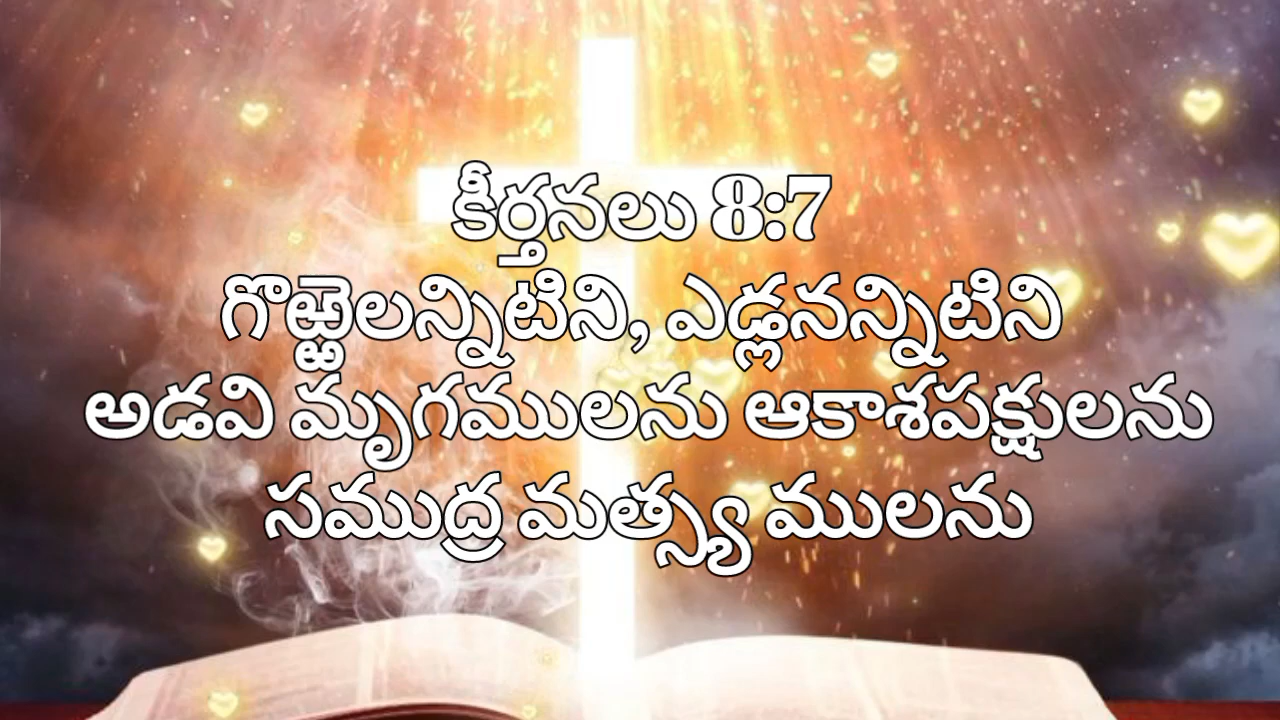 కీర్తనలు 8:7
గొఱ్ఱెలన్నిటిని, ఎడ్లనన్నిటిని
అడవి మృగములను ఆకాశపక్షులను
సముద్ర మత్స్య ములను